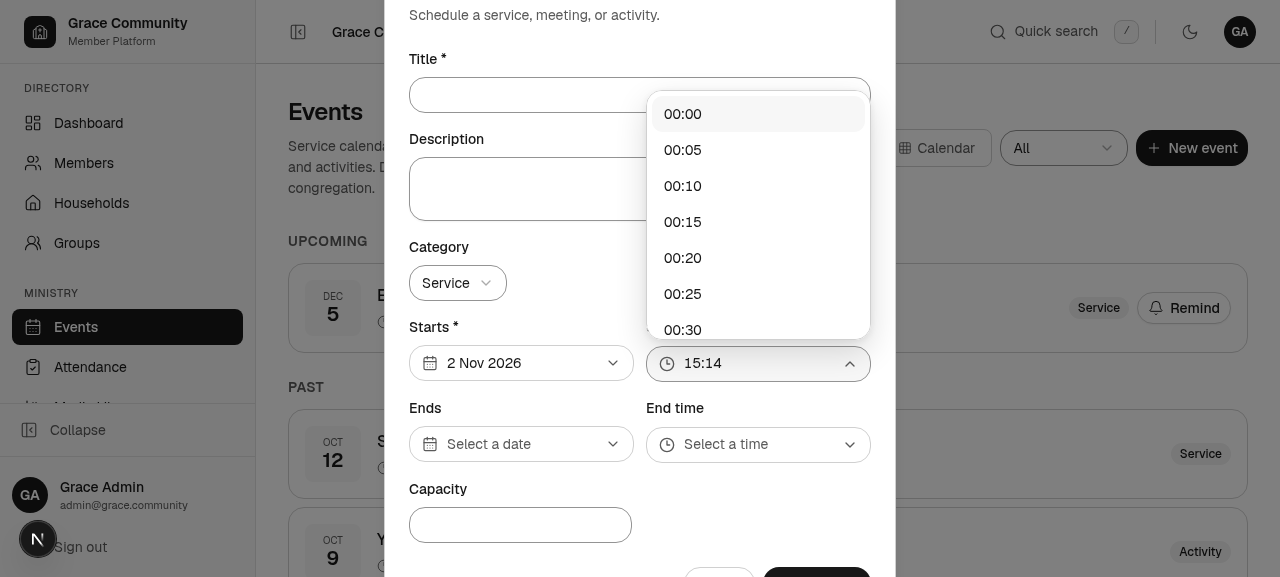 Grace Community
Member Platform
DIRECTORY
Dashboard
Members
Households
Groups
MINISTRY
Events
Attendance
Collapse
GA
Grace Admin
admin@grace.community
N
Sign out
Grace C
Quick search
/
GA
Events
Service calenda
and activities. D
congregation.
Calendar
All
New event
UPCOMING
DEC
5
Service
Remind
PAST
OCT
12
S
Service
OCT
9
Y
Activity
Schedule a service, meeting, or activity.
Title *
Description
Category
Service
Starts *
2 Nov 2026
15:14
00:00
00:05
00:10
00:15
00:20
00:25
00:30
Ends
End time
Select a date
Select a time
Capacity